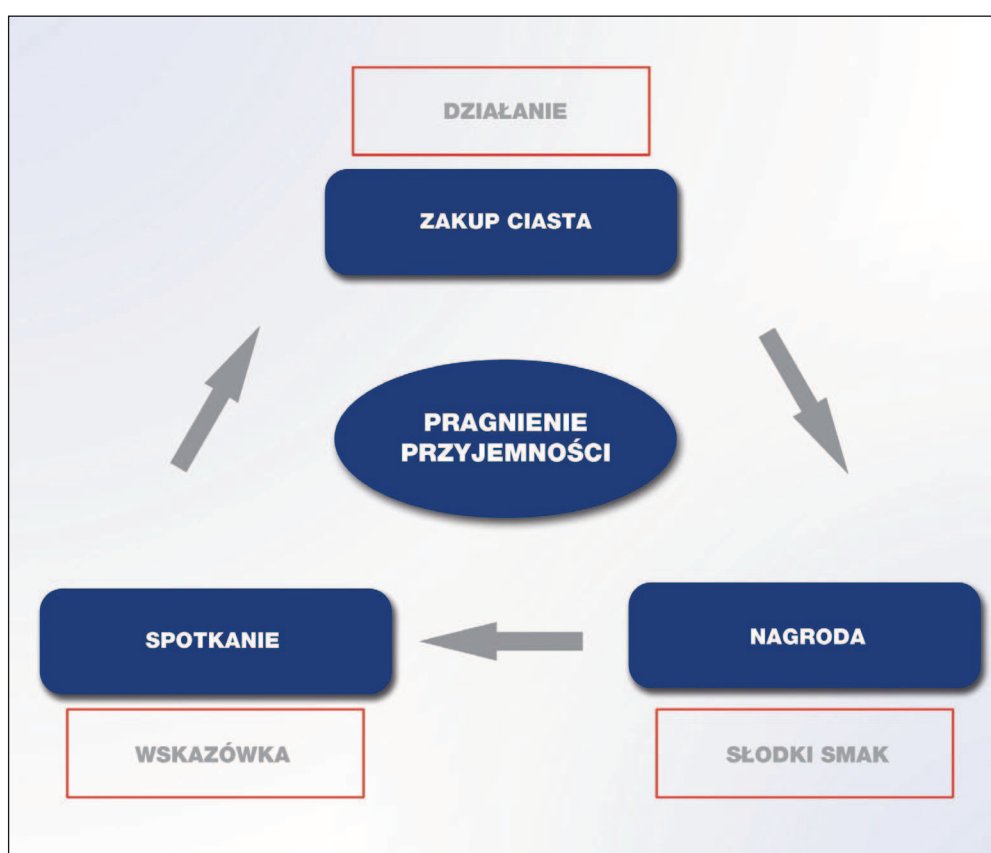 DZIAŁANIE
ZAKUP CIASTA
PRAGNIENIE
PRZYJEMNOŚCI
SPOTKANIE
NAGRODA
WSKAZÓWKA
SŁODKI SMAK